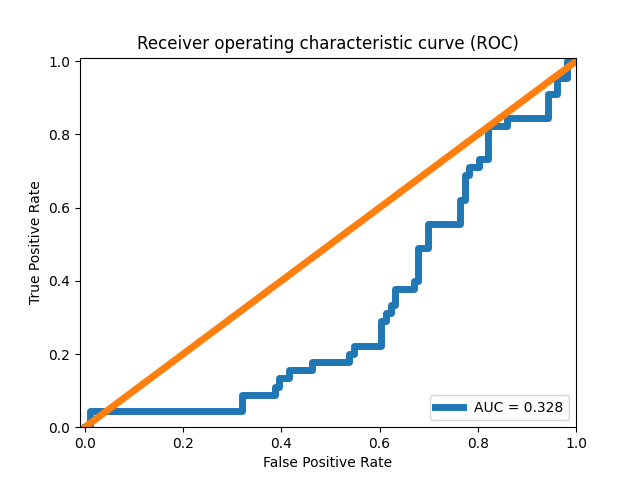 Receiver operating characteristic curve (ROC)
True Positive Rate
1.0
0.8
0.6
0.4
0.2
0.0
0.0 0.2 0.4 0.6 0.8 1.0
False Positive Rate
AUC = 0.328